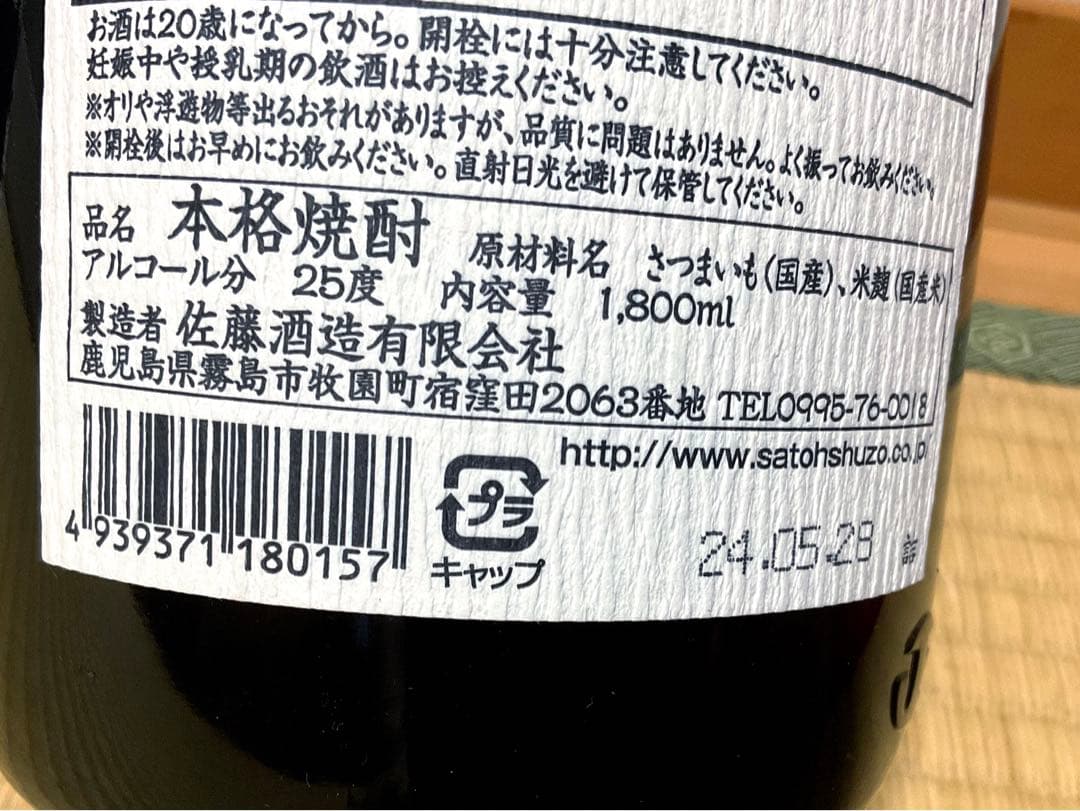 お酒は20歳になってから。開栓には十分注意してください。
妊娠中や授乳期の飲酒はお控えください。
※オリや浮遊物等出るおそれがありますが、品質に問題はありません。よく振ってお飲みください。
※開栓後はお早めにお飲みください。直射日光を避けて保管してください。
品名 本格焼酎 原材料名 さつまいも(国産)、米麹(国産米)
アルコール分 25度 内容量 1,800ml
製造者 佐藤酒造有限会社
鹿児島県霧島市牧園町宿窪田2063番地 TEL0995-76-0018
http://www.satohshuzo.co.jp
プラ
キャップ
4 939371 180157
24.05.29 詰